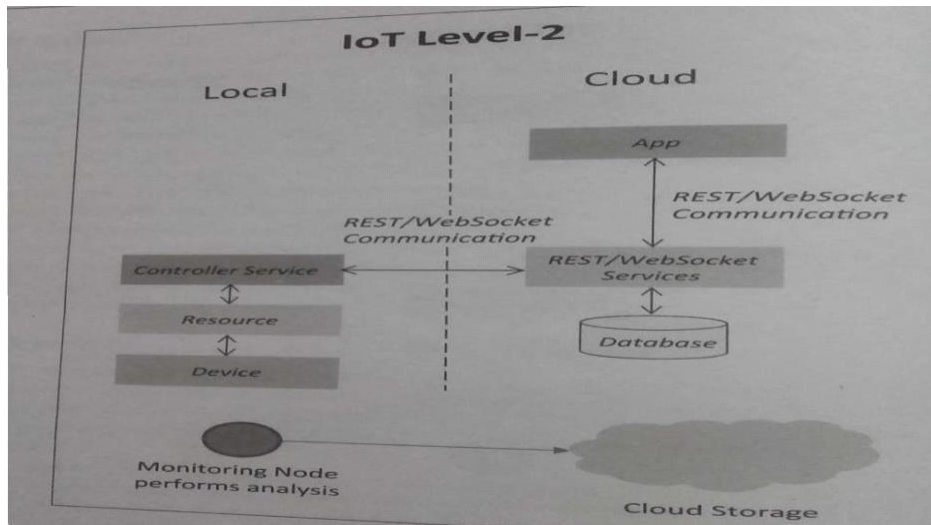 IoT Level-2
Local
Cloud
App
REST/WebSocket
Communication
REST/WebSocket
Communication
Controller Service
REST/WebSocket
Services
Resource
Database
Device
Monitoring Node
performs analysis
Cloud Storage